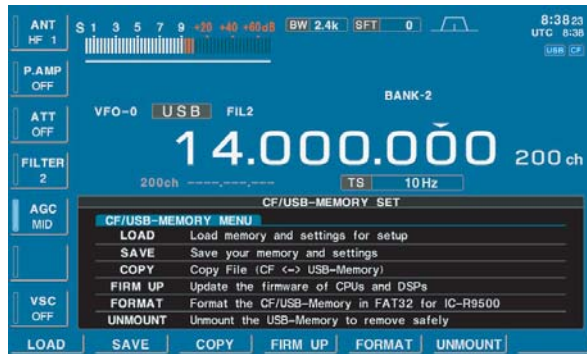 ANT
HF 1
S 1 3 5 7 9 +20 +40 +60dB
BW 2.4k SFT 0
8:38 23
UTC 8:38
USB CF
P.AMP
OFF
BANK-2
VFO-0 USB FIL2
ATT
OFF
14.000.000 200 ch
FILTER
2
200ch ----.---.---
TS 10Hz
AGC
MID
CF/USB-MEMORY SET
CF/USB-MEMORY MENU
LOAD Load memory and settings for setup
SAVE Save your memory and settings
COPY Copy File (CF <-> USB-Memory)
FIRM UP Update the firmware of CPUs and DSPs
FORMAT Format the CF/USB-Memory in FAT32 for IC-R9500
UNMOUNT Unmount the USB-Memory to remove safely
VSC
OFF
LOAD SAVE COPY FIRM UP FORMAT UNMOUNT